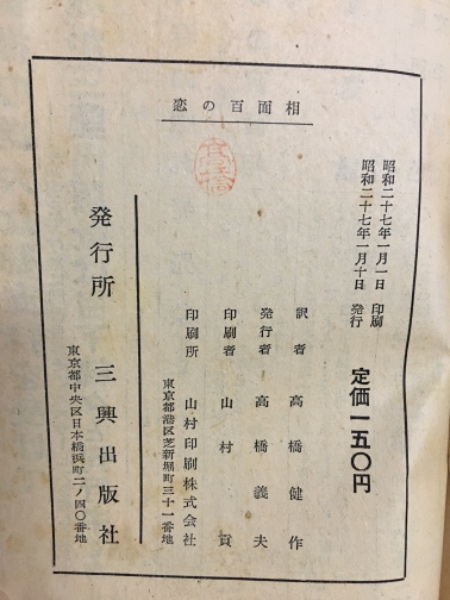 恋の百面相
昭和二十七年一月一日 印刷
昭和二十七年一月十日 発行
定価一五〇円
訳者 高橋健作
発行者 高橋義夫
印刷者 山村貢
印刷所 山村印刷株式会社
東京都港区芝新堀町三十一番地
発行所 三興出版社
東京都中央区日本橋浜町二ノ四〇番地
高橋